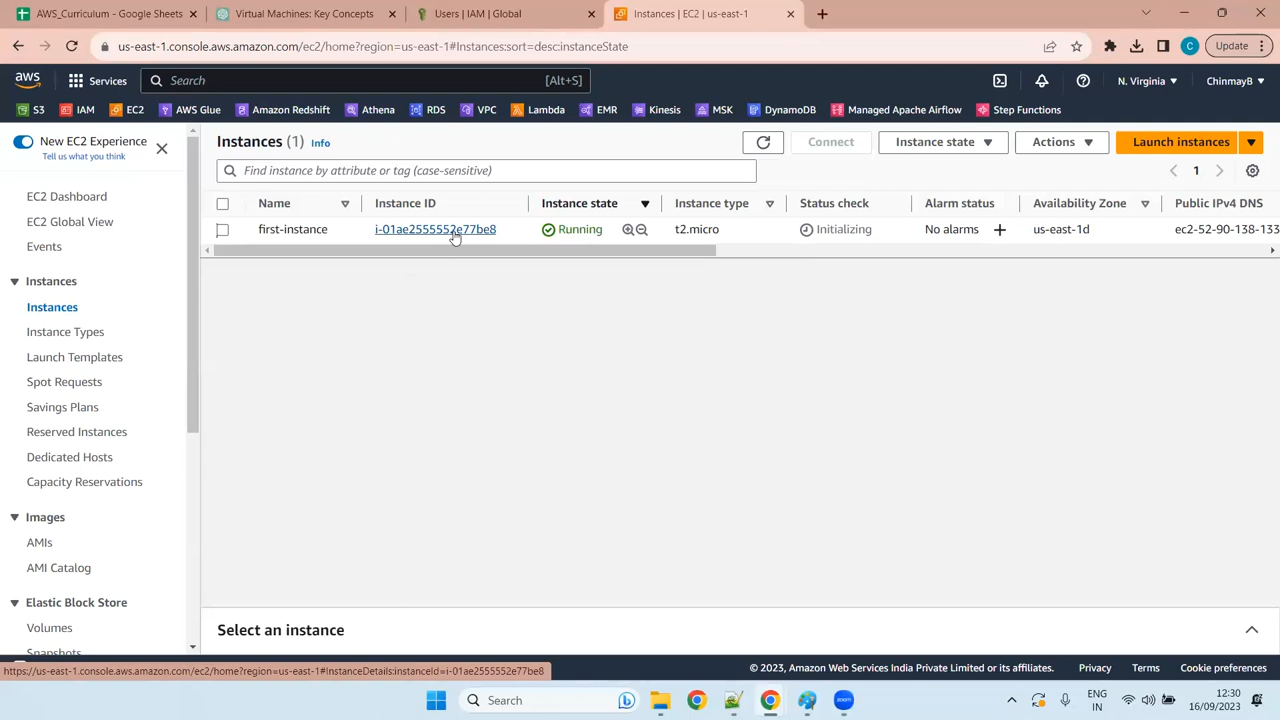 AWS_Curriculum - Google Sheets
Virtual Machines: Key Concepts
Users | IAM | Global
Instances | EC2 | us-east-1
us-east-1.console.aws.amazon.com/ec2/home?region=us-east-1#Instances:sort=desc:instanceState
C
Update
aws
Services
Search
[Alt+S]
N. Virginia
ChinmayB
S3
IAM
EC2
AWS Glue
Amazon Redshift
Athena
RDS
VPC
Lambda
EMR
Kinesis
MSK
DynamoDB
Managed Apache Airflow
Step Functions
New EC2 Experience
Tell us what you think
EC2 Dashboard
EC2 Global View
Events
Instances
Instances
Instance Types
Launch Templates
Spot Requests
Savings Plans
Reserved Instances
Dedicated Hosts
Capacity Reservations
Images
AMIs
AMI Catalog
Elastic Block Store
Volumes
Snapshots
Instances (1) Info
Connect
Instance state
Actions
Launch instances
Find instance by attribute or tag (case-sensitive)
1
Name Instance ID Instance state Instance type Status check Alarm status Availability Zone Public IPv4 DNS
first-instance i-01ae2555552e77be8 Running t2.micro Initializing No alarms us-east-1d ec2-52-90-138-133
Select an instance
https://us-east-1.console.aws.amazon.com/ec2/home?region=us-east-1#InstanceDetails:instanceId=i-01ae2555552e77be8
© 2023, Amazon Web Services India Private Limited or its affiliates.
Privacy
Terms
Cookie preferences
Search
zoom
ENG
IN
12:30
16/09/2023